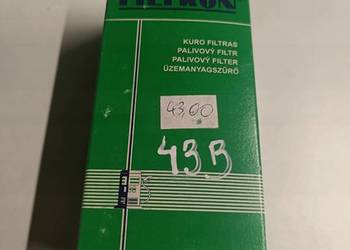 FILTRON
KURO FILTRAS
PALIVOVÝ FILTR
PALIVOVÝ FILTER
ÜZEMANYAGSZŰRŐ
43,00
43B